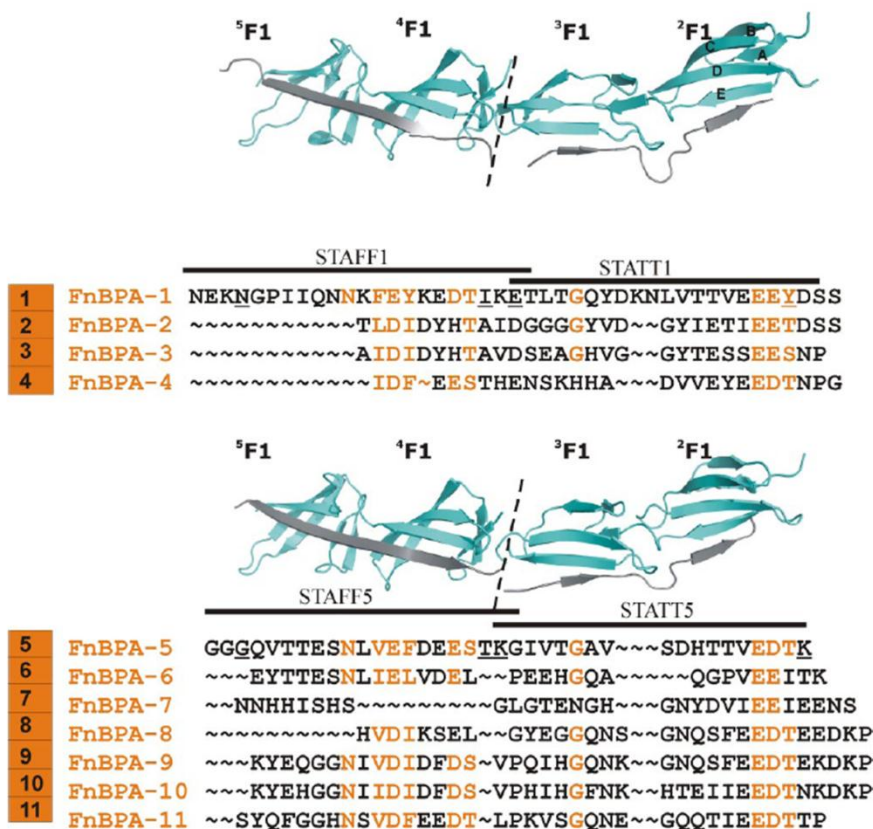 ⁵F1 ⁴F1 ³F1 ²F1
B
C A
D
E
STAFF1 STATT1
1 FnBPA-1 NEKNGPIIQNNKFEYKEDTIKETLTGQYDKNLVTTVEEEYDSS
2 FnBPA-2 ~~~~~~~~~~~~TLDIDYHTAIDGGGGYVD~~GYIETIEETDSS
3 FnBPA-3 ~~~~~~~~~~~~AIDIDYHTAVDSEAGHVG~~GYTESSEESNP
4 FnBPA-4 ~~~~~~~~~~~~~IDF~EESTHENSKHHA~~~DVVEYEEDTNPG
⁵F1 ⁴F1 ³F1 ²F1
STAFF5 STATT5
5 FnBPA-5 GGGQVTTESNLVEFDEESTKGIVTGAV~~~SDHTTVEDTK
6 FnBPA-6 ~~~EYTTESNLIELVDEL~~PEEHGQA~~~~~QGPVEEITK
7 FnBPA-7 ~~NNHHISHS~~~~~~~~~GLGTENGH~~~GNYDVIEEIEENS
8 FnBPA-8 ~~~~~~~~~~HVDIKSEL~~GYEGGQNS~~GNQSFEEDTEEDKP
9 FnBPA-9 ~~~KYEQGGNIVDIDFDS~VPQIHGQNK~~GNQSFEEDTEKDKP
10 FnBPA-10 ~~~KYEHGGNIIDIDFDS~VPHIHGFNK~~HTEIIEEDTNKDKP
11 FnBPA-11 ~~SYQFGGHNSVDFEEDT~LPKVSGQNE~~GQQTIEEDTTP